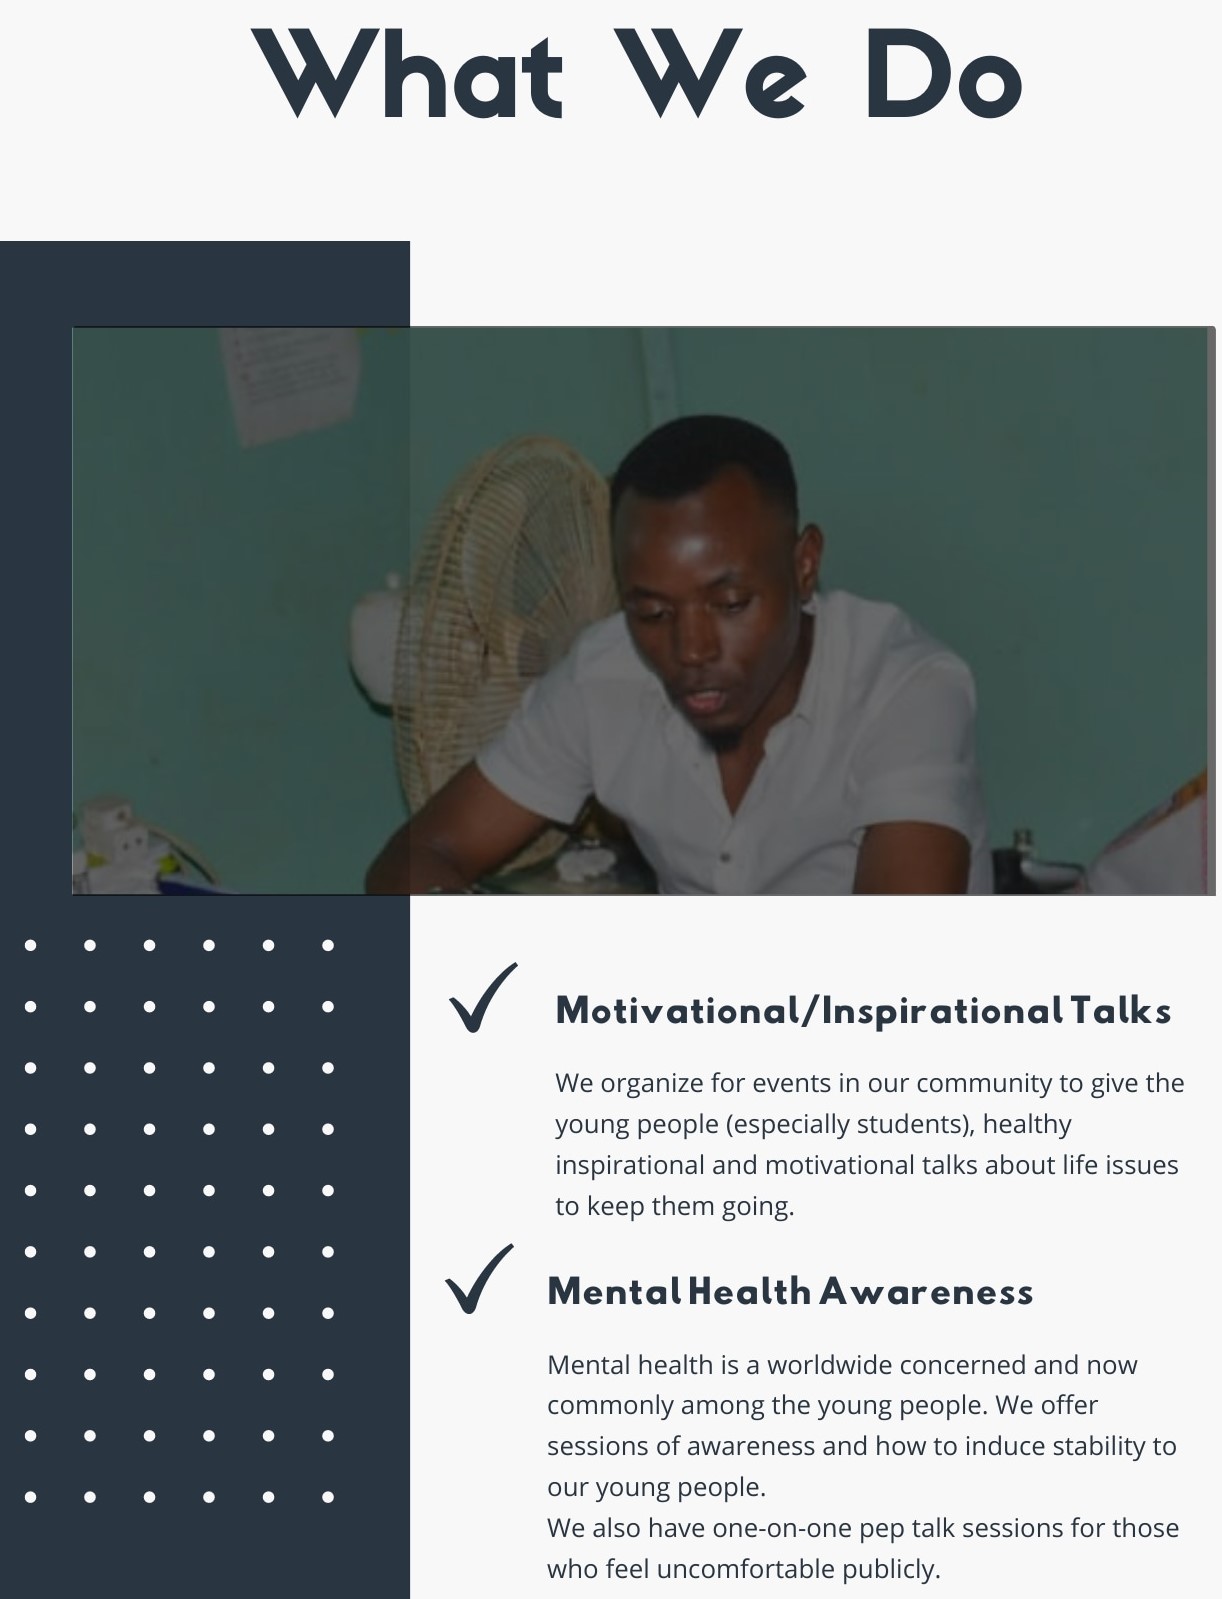 What We Do
Motivational/Inspirational Talks
We organize for events in our community to give the
young people (especially students), healthy
inspirational and motivational talks about life issues
to keep them going.
Mental Health Awareness
Mental health is a worldwide concerned and now
commonly among the young people. We offer
sessions of awareness and how to induce stability to
our young people.
We also have one-on-one pep talk sessions for those
who feel uncomfortable publicly.